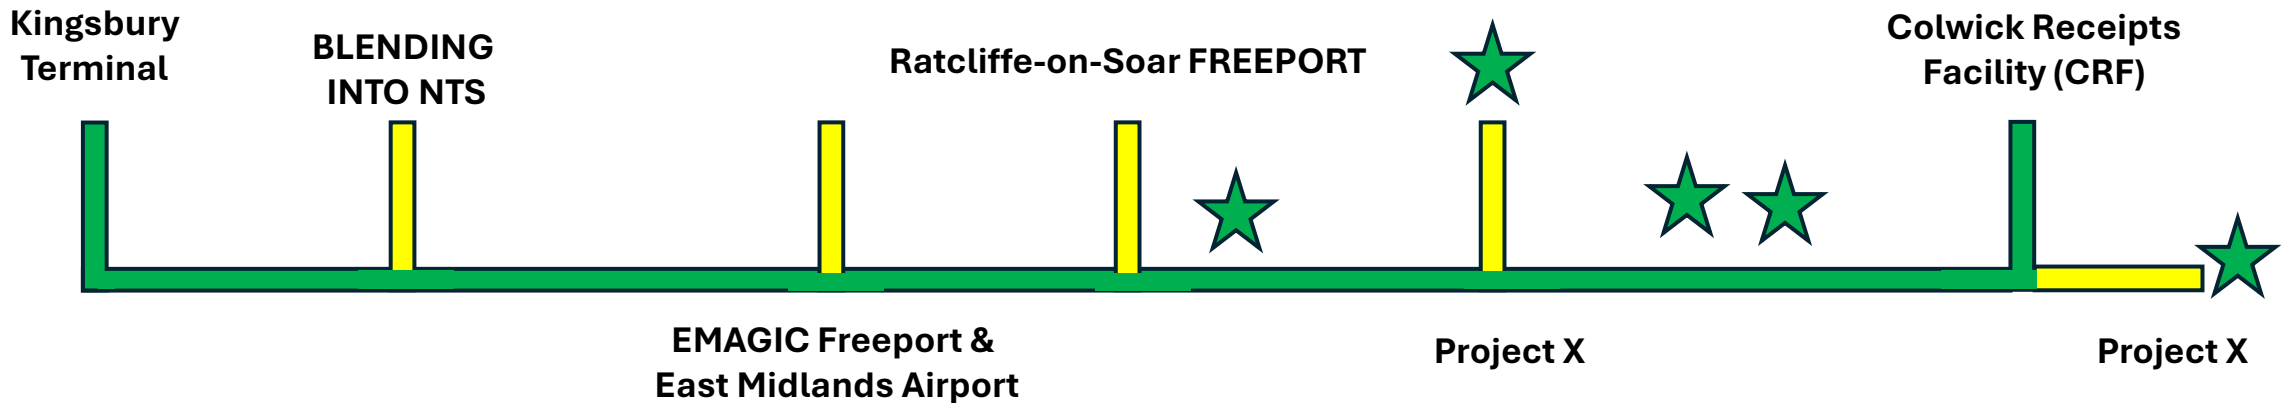 Kingsbury
Terminal
BLENDING
INTO NTS
Ratcliffe-on-Soar FREEPORT
Colwick Receipts
Facility (CRF)
EMAGIC Freeport &
East Midlands Airport
Project X
Project X